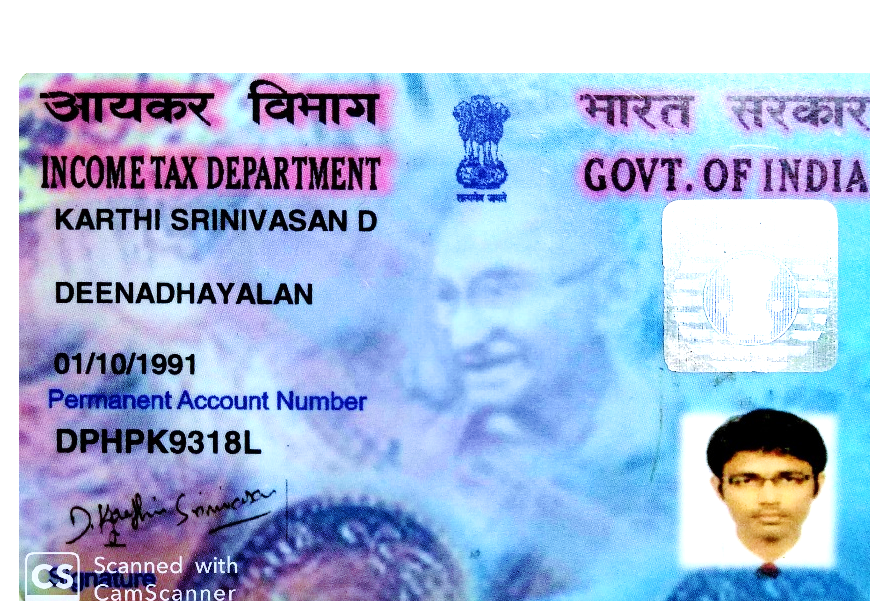 आयकर विभाग
भारत सरकार
INCOME TAX DEPARTMENT
GOVT. OF INDIA
सत्यमेव जयते
KARTHI SRINIVASAN D
DEENADHAYALAN
01/10/1991
Permanent Account Number
DPHPK9318L
D. Karthi Srinivasan
Signature
CS Scanned with
CamScanner